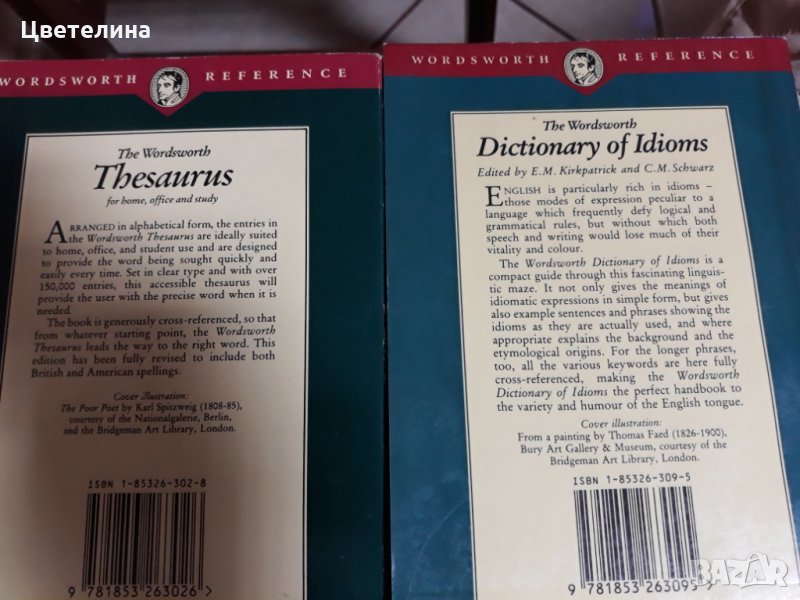 Цветелина
WORDSWORTH REFERENCE
The Wordsworth
Thesaurus
for home, office and study
ARRANGED in alphabetical form, the entries in
the Wordsworth Thesaurus are ideally suited
to home, office, and student use and are designed
to provide the word being sought quickly and
easily every time. Set in clear type and with over
150,000 entries, this accessible thesaurus will
provide the user with the precise word when it is
needed.
The book is generously cross-referenced, so that
from whatever starting point, the Wordsworth
Thesaurus leads the way to the right word. This
edition has been fully revised to include both
British and American spellings.
Cover illustration:
The Poor Poet by Karl Spitzweig (1808-85),
courtesy of the Nationalgalerie, Berlin,
and the Bridgeman Art Library, London.
ISBN 1-85326-302-8
9 781853 263026 >
WORDSWORTH REFERENCE
The Wordsworth
Dictionary of Idioms
Edited by E.M. Kirkpatrick and C.M. Schwarz
ENGLISH is particularly rich in idioms –
those modes of expression peculiar to a
language which frequently defy logical and
grammatical rules, but without which both
speech and writing would lose much of their
vitality and colour.
The Wordsworth Dictionary of Idioms is a
compact guide through this fascinating linguis-
tic maze. It not only gives the meanings of
idiomatic expressions in simple form, but gives
also example sentences and phrases showing the
idioms as they are actually used, and where
appropriate explains the background and the
etymological origins. For the longer phrases,
too, all the various keywords are here fully
cross-referenced, making the Wordsworth
Dictionary of Idioms the perfect handbook to
the variety and humour of the English tongue.
Cover illustration:
From a painting by Thomas Faed (1826-1900),
Bury Art Gallery & Museum, courtesy of the
Bridgeman Art Library, London.
ISBN 1-85326-309-5
9 781853 263095 >
BAZAR